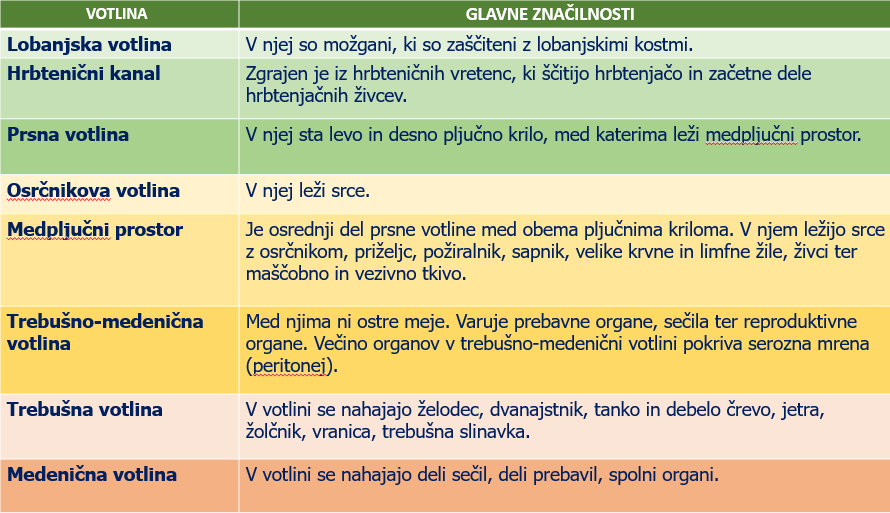 VOTLINA
GLAVNE ZNAČILNOSTI
Lobanjska votlina
V njej so možgani, ki so zaščiteni z lobanjskimi kostmi.
Hrbtenični kanal
Zgrajen je iz hrbteničnih vretenc, ki ščitijo hrbtenjačo in začetne dele
hrbtenjačnih živcev.
Prsna votlina
V njej sta levo in desno pljučno krilo, med katerima leži medpljučni prostor.
Osrčnikova votlina
V njej leži srce.
Medpljučni prostor
Je osrednji del prsne votline med obema pljučnima kriloma. V njem ležijo srce
z osrčnikom, priželjc, požiralnik, sapnik, velike krvne in limfne žile, živci ter
maščobno in vezivno tkivo.
Trebušno-medenična
votlina
Med njima ni ostre meje. Varuje prebavne organe, sečila ter reproduktivne
organe. Večino organov v trebušno-medenični votlini pokriva serozna mrena
(peritonej).
Trebušna votlina
V votlini se nahajajo želodec, dvanajstnik, tanko in debelo črevo, jetra,
žolčnik, vranica, trebušna slinavka.
Medenična votlina
V votlini se nahajajo deli sečil, deli prebavil, spolni organi.